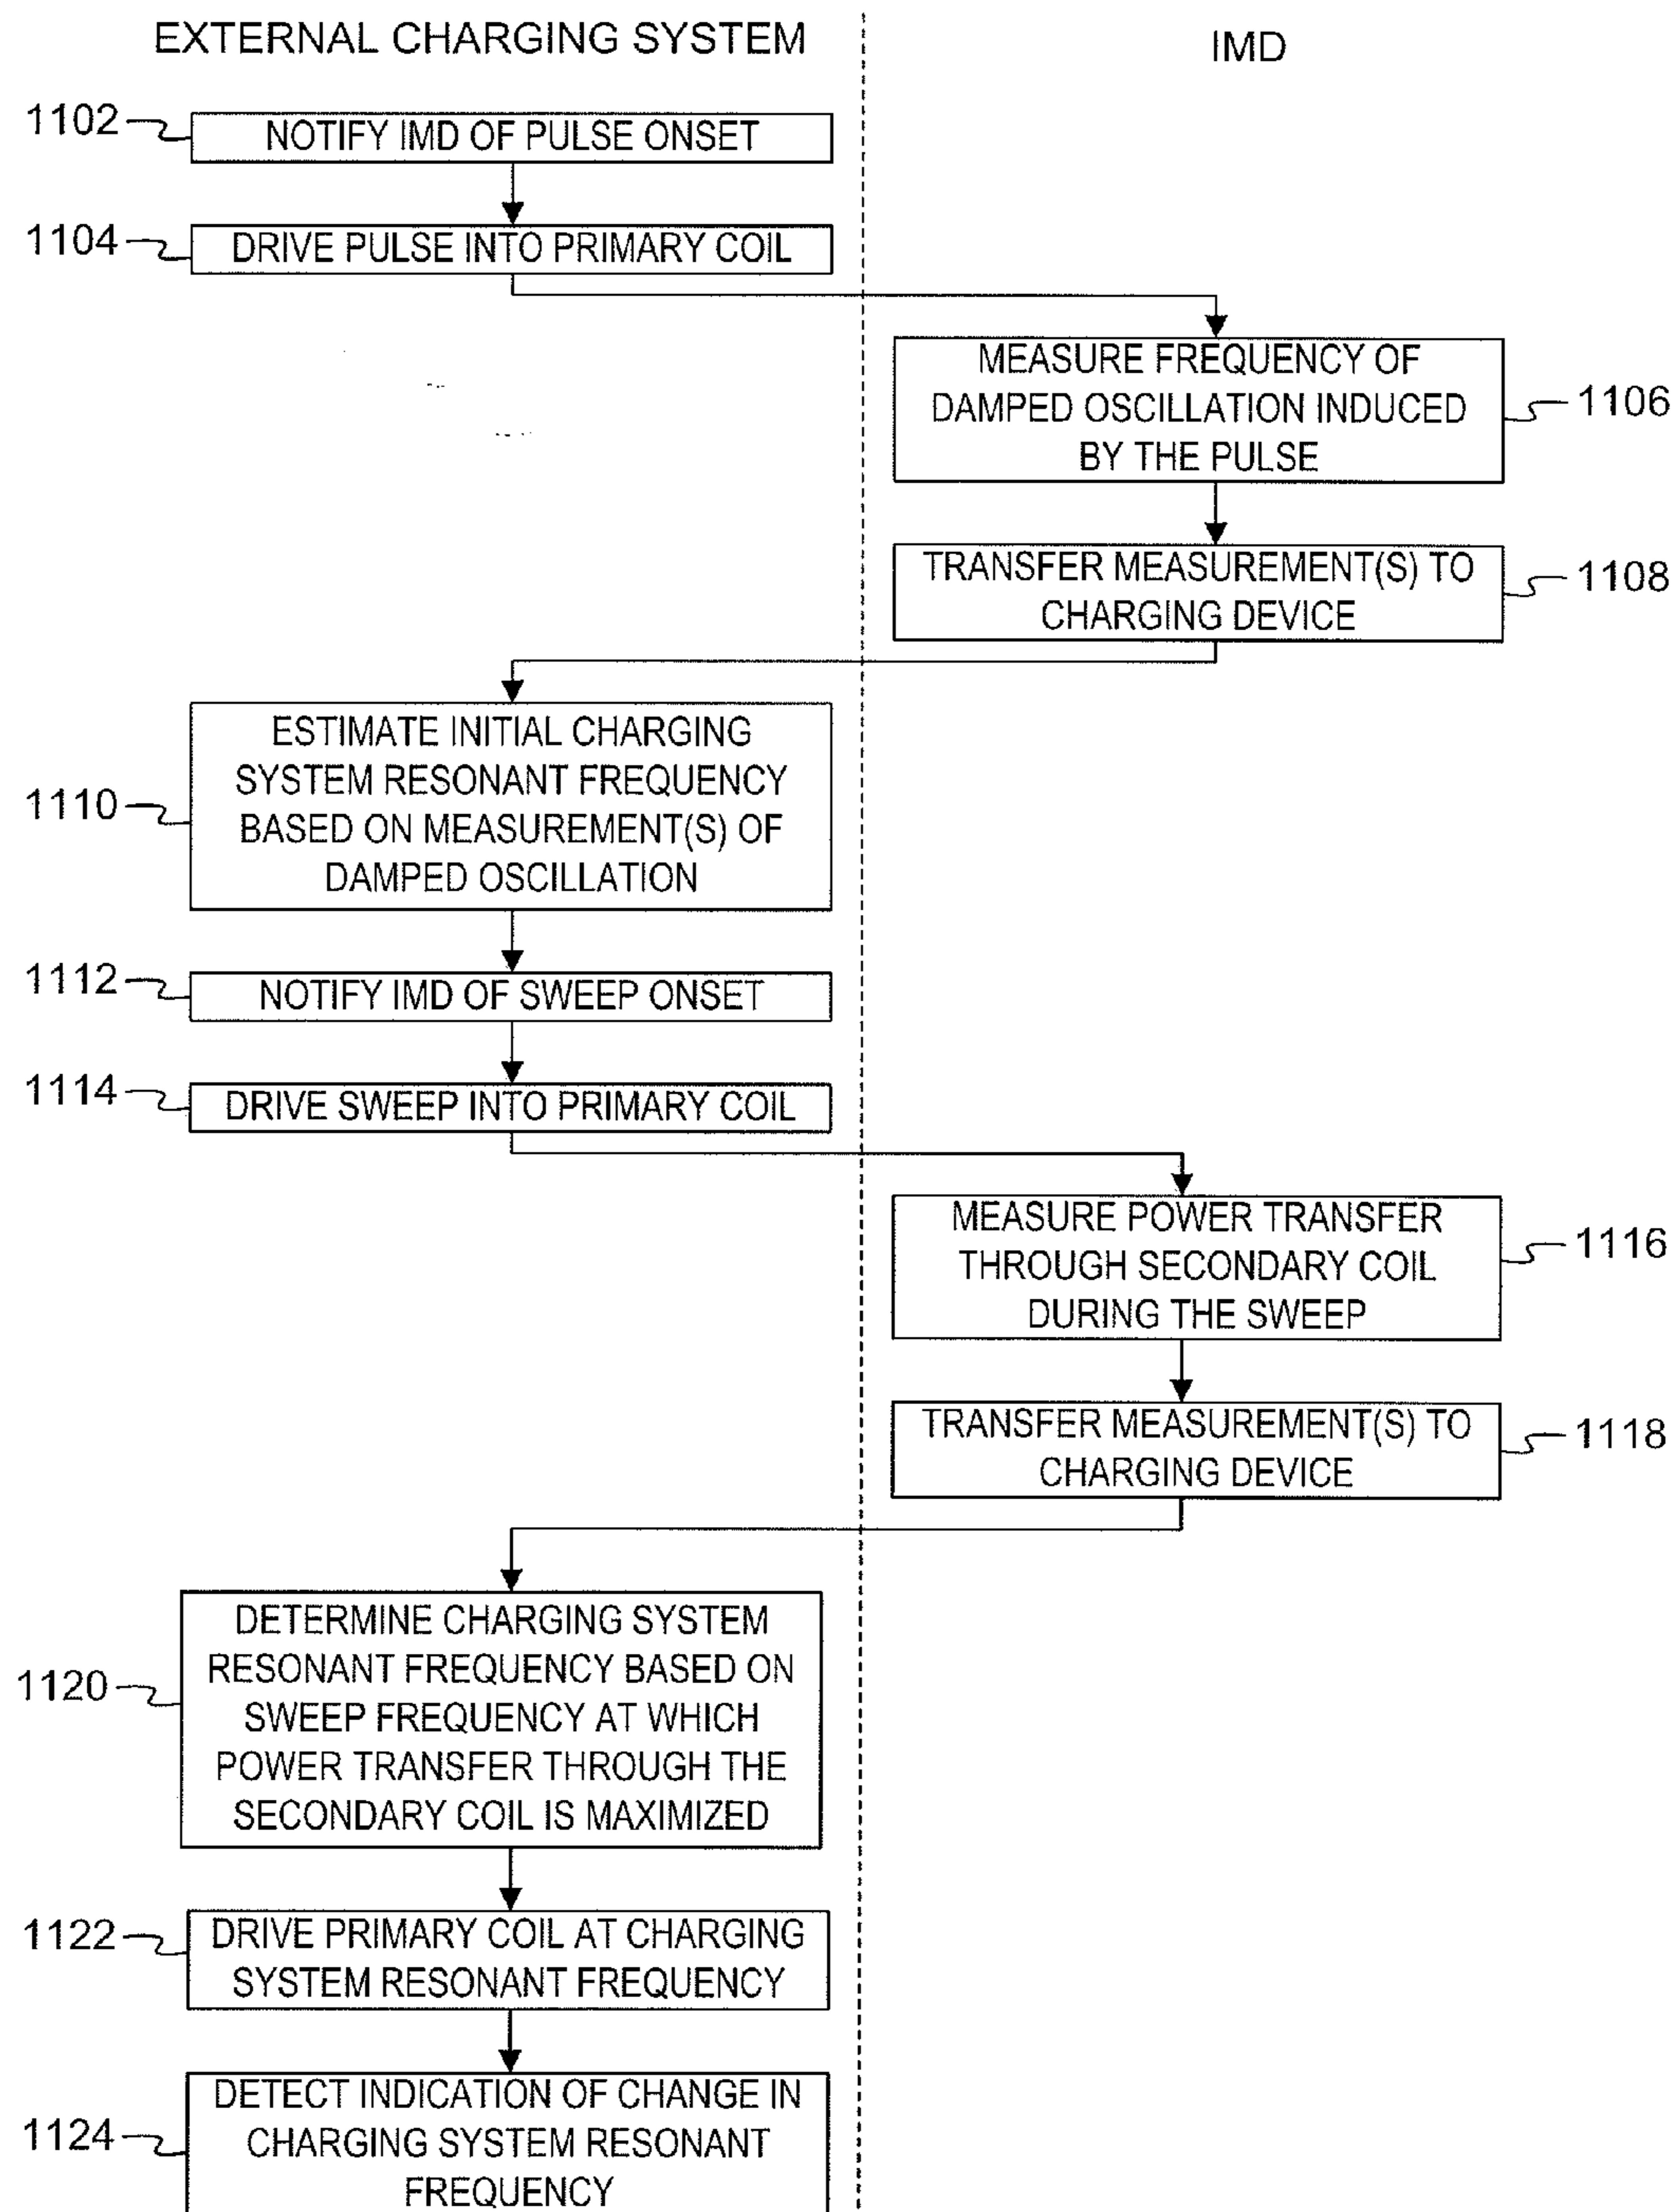 EXTERNAL CHARGING SYSTEM
IMD
1102
NOTIFY IMD OF PULSE ONSET
1104
DRIVE PULSE INTO PRIMARY COIL
MEASURE FREQUENCY OF
DAMPED OSCILLATION INDUCED
BY THE PULSE
1106
TRANSFER MEASUREMENT(S) TO
CHARGING DEVICE
1108
1110
ESTIMATE INITIAL CHARGING
SYSTEM RESONANT FREQUENCY
BASED ON MEASUREMENT(S) OF
DAMPED OSCILLATION
1112
NOTIFY IMD OF SWEEP ONSET
1114
DRIVE SWEEP INTO PRIMARY COIL
MEASURE POWER TRANSFER
THROUGH SECONDARY COIL
DURING THE SWEEP
1116
TRANSFER MEASUREMENT(S) TO
CHARGING DEVICE
1118
1120
DETERMINE CHARGING SYSTEM
RESONANT FREQUENCY BASED ON
SWEEP FREQUENCY AT WHICH
POWER TRANSFER THROUGH THE
SECONDARY COIL IS MAXIMIZED
1122
DRIVE PRIMARY COIL AT CHARGING
SYSTEM RESONANT FREQUENCY
1124
DETECT INDICATION OF CHANGE IN
CHARGING SYSTEM RESONANT
FREQUENCY